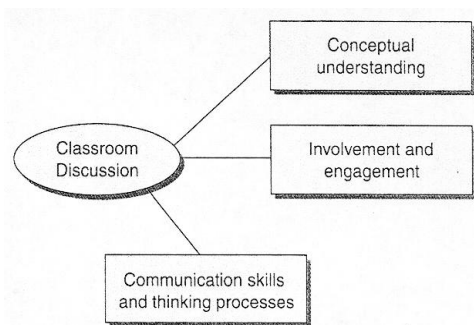 Conceptual
understanding
Classroom
Discussion
Involvement and
engagement
Communication skills
and thinking processes